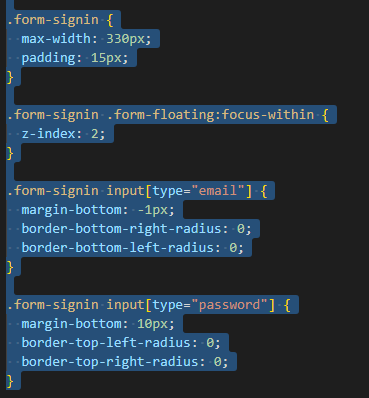 .form-signin {
  max-width: 330px;
  padding: 15px;
}

.form-signin .form-floating:focus-within {
  z-index: 2;
}

.form-signin input[type="email"] {
  margin-bottom: -1px;
  border-bottom-right-radius: 0;
  border-bottom-left-radius: 0;
}

.form-signin input[type="password"] {
  margin-bottom: 10px;
  border-top-left-radius: 0;
  border-top-right-radius: 0;
}